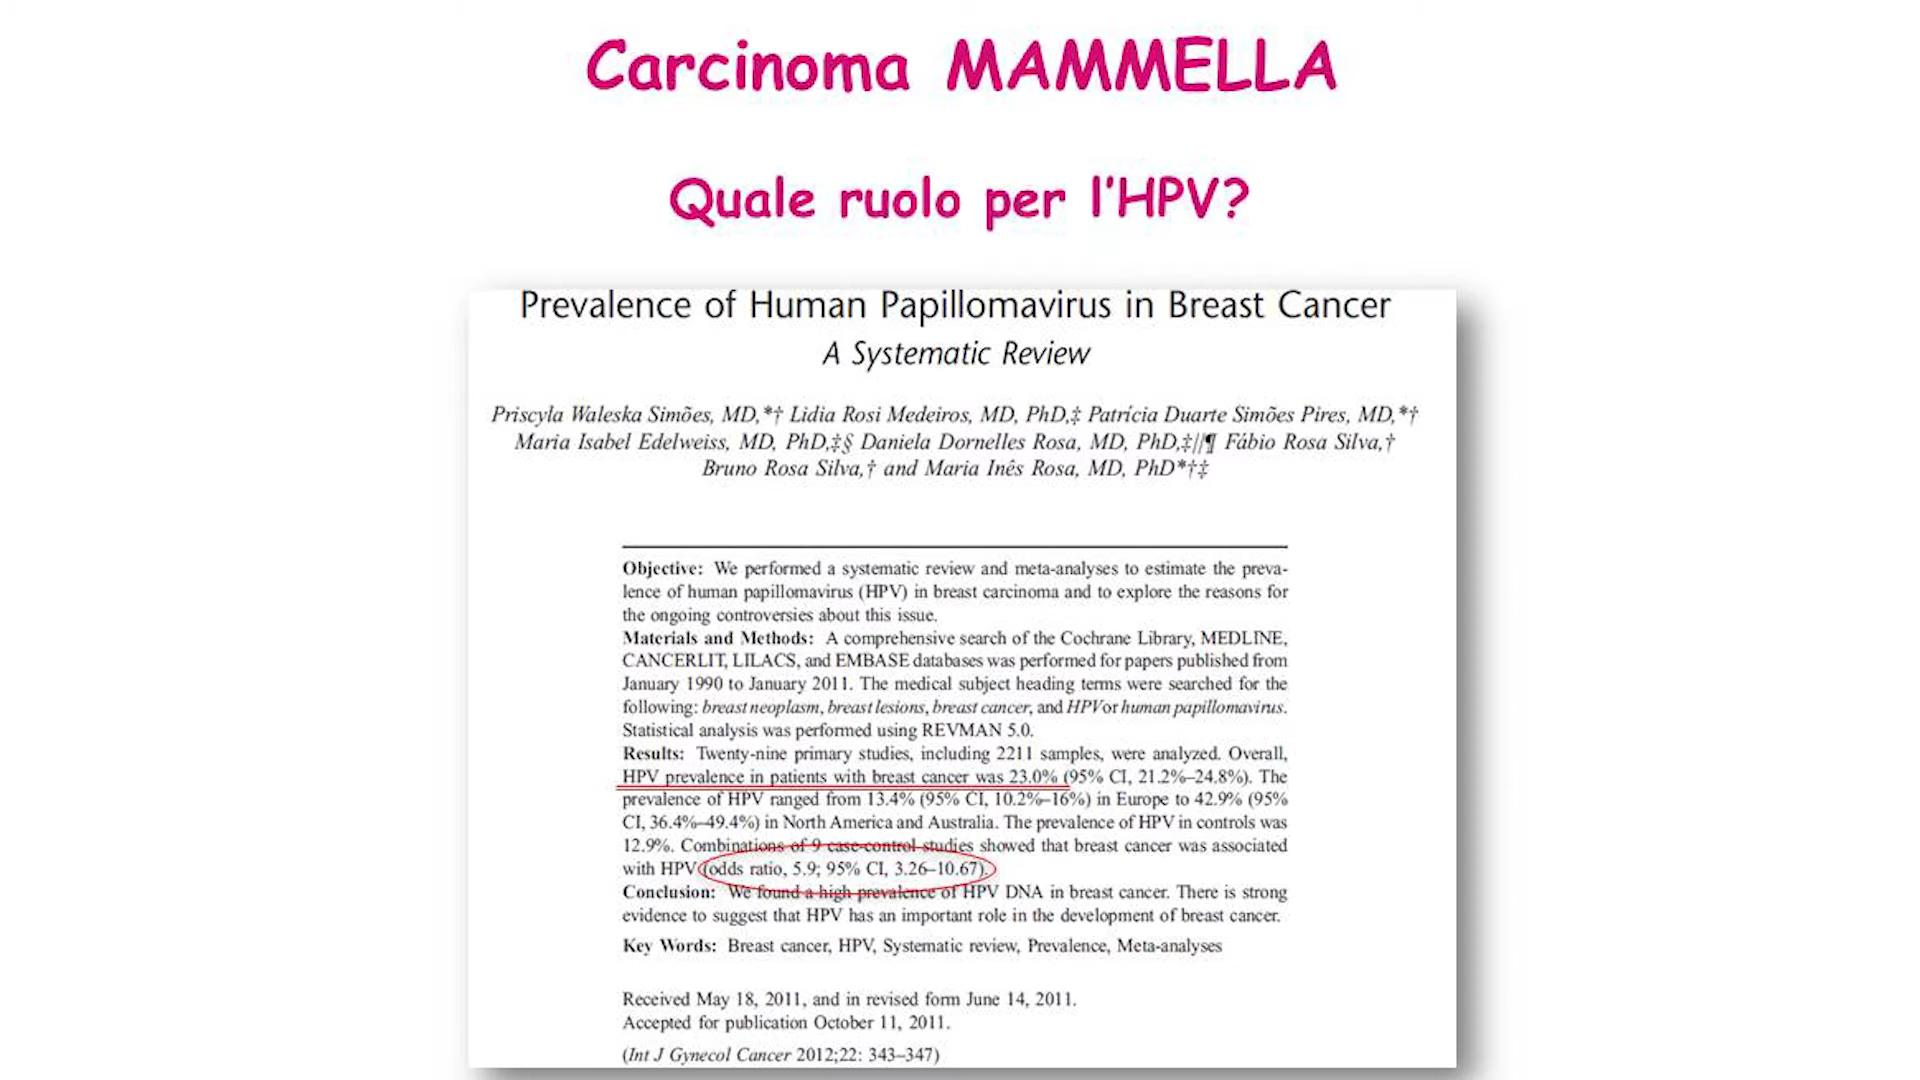 Carcinoma MAMMELLA
Quale ruolo per l'HPV?
Prevalence of Human Papillomavirus in Breast Cancer
A Systematic Review
Priscyla Waleska Simões, MD,*† Lidia Rosi Medeiros, MD, PhD,‡ Patrícia Duarte Simões Pires, MD,*†
Maria Isabel Edelweiss, MD, PhD,‡§ Daniela Dornelles Rosa, MD, PhD,‡||¶ Fábio Rosa Silva,†
Bruno Rosa Silva,† and Maria Inês Rosa, MD, PhD*†‡
Objective: We performed a systematic review and meta-analyses to estimate the preva-
lence of human papillomavirus (HPV) in breast carcinoma and to explore the reasons for
the ongoing controversies about this issue.
Materials and Methods: A comprehensive search of the Cochrane Library, MEDLINE,
CANCERLIT, LILACS, and EMBASE databases was performed for papers published from
January 1990 to January 2011. The medical subject heading terms were searched for the
following: breast neoplasm, breast lesions, breast cancer, and HPV or human papillomavirus.
Statistical analysis was performed using REVMAN 5.0.
Results: Twenty-nine primary studies, including 2211 samples, were analyzed. Overall,
HPV prevalence in patients with breast cancer was 23.0% (95% CI, 21.2%–24.8%). The
prevalence of HPV ranged from 13.4% (95% CI, 10.2%–16%) in Europe to 42.9% (95%
CI, 36.4%–49.4%) in North America and Australia. The prevalence of HPV in controls was
12.9%. Combinations of 9 case-control studies showed that breast cancer was associated
with HPV (odds ratio, 5.9; 95% CI, 3.26–10.67).
Conclusion: We found a high prevalence of HPV DNA in breast cancer. There is strong
evidence to suggest that HPV has an important role in the development of breast cancer.
Key Words: Breast cancer, HPV, Systematic review, Prevalence, Meta-analyses
Received May 18, 2011, and in revised form June 14, 2011.
Accepted for publication October 11, 2011.
(Int J Gynecol Cancer 2012;22: 343–347)